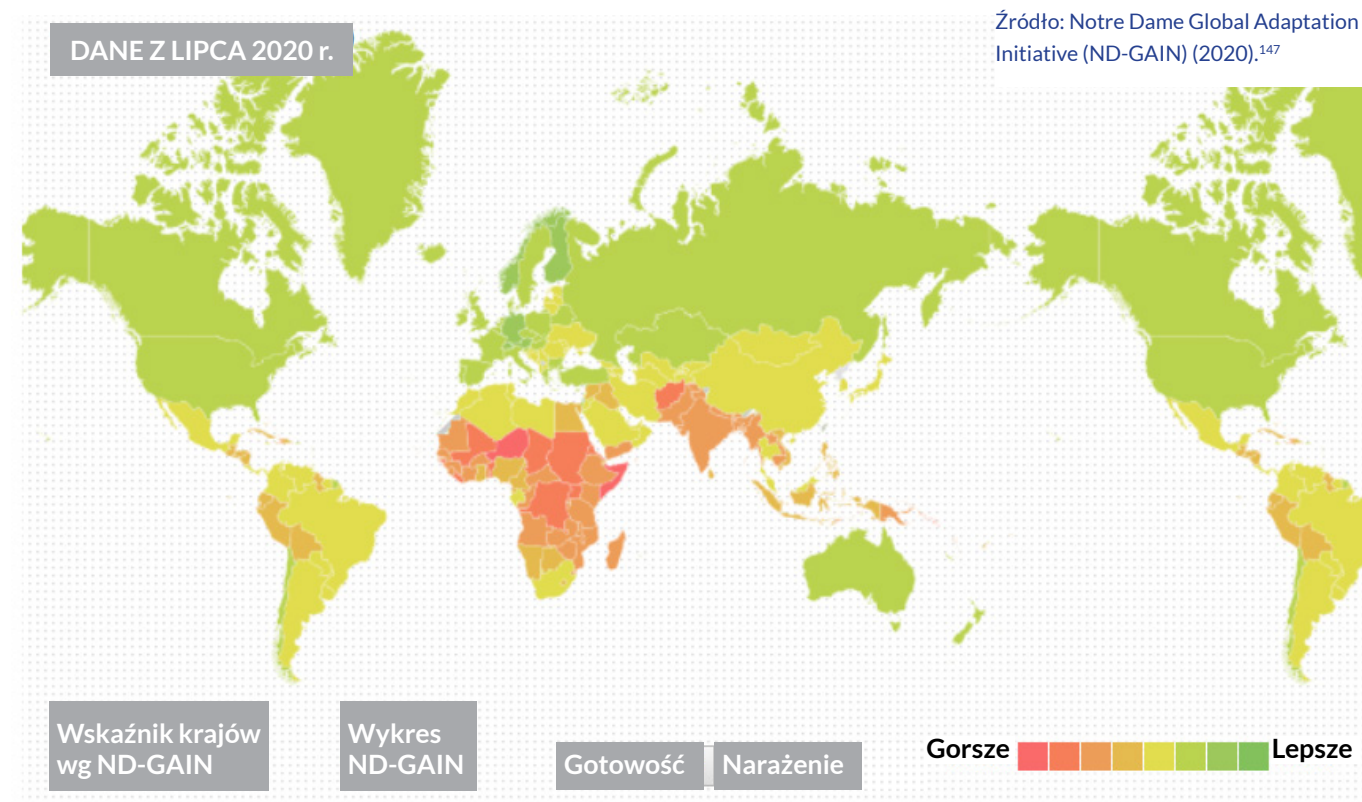 DANE Z LIPCA 2020 r.
Źródło: Notre Dame Global Adaptation
Initiative (ND-GAIN) (2020).147
Wskaźnik krajów
wg ND-GAIN
Wykres
ND-GAIN
Gotowość
Narażenie
Gorsze
Lepsze